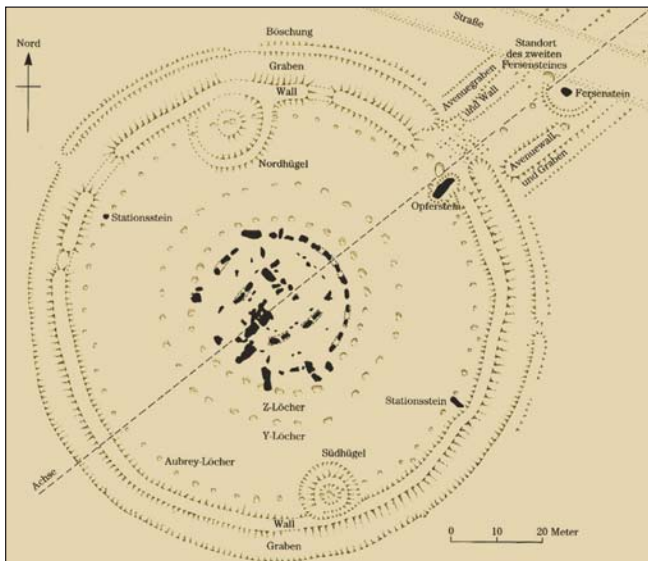 Straße
Böschung
Nord
Standort
des zweiten
Fersensteines
Graben
Avenuegraben
und Wall
Wall
Fersenstein
Avenuewall
und Graben
Nordhügel
Opferstein
Stationsstein
Stationsstein
Z-Löcher
Y-Löcher
Aubrey-Löcher
Südhügel
Achse
Wall
Graben
0 10 20 Meter